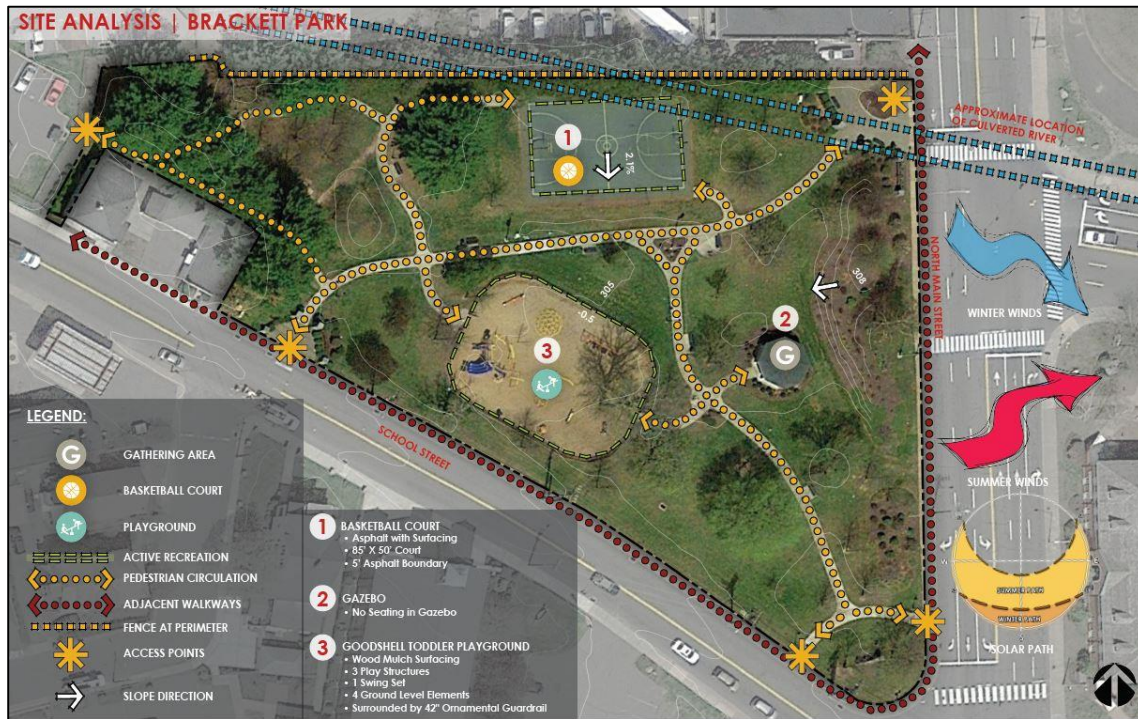 SITE ANALYSIS | BRACKETT PARK
APPROXIMATE LOCATION
OF CULVERTED RIVER
1
2.1%
NORTH MAIN STREET
WINTER WINDS
308
305
-0.5
2
G
3
SCHOOL STREET
SUMMER WINDS
SUMMER PATH
WINTER PATH
SOLAR PATH
LEGEND:
G GATHERING AREA
BASKETBALL COURT
PLAYGROUND
ACTIVE RECREATION
PEDESTRIAN CIRCULATION
ADJACENT WALKWAYS
FENCE AT PERIMETER
ACCESS POINTS
SLOPE DIRECTION
1 BASKETBALL COURT
• Asphalt with Surfacing
• 85' X 50' Court
• 5' Asphalt Boundary
2 GAZEBO
• No Seating in Gazebo
3 GOODSHELL TODDLER PLAYGROUND
• Wood Mulch Surfacing
• 3 Play Structures
• 1 Swing Set
• 4 Ground Level Elements
• Surrounded by 42" Ornamental Guardrail